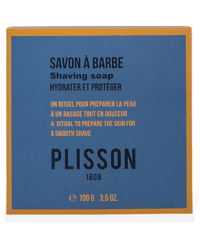 SAVON À BARBE
Shaving soap
HYDRATER ET PROTÉGER
UN RITUEL POUR PRÉPARER LA PEAU
À UN RASAGE TOUT EN DOUCEUR
A RITUAL TO PREPARE THE SKIN FOR
A SMOOTH SHAVE
PLISSON
1808
℮ 100 G 3,5 OZ.